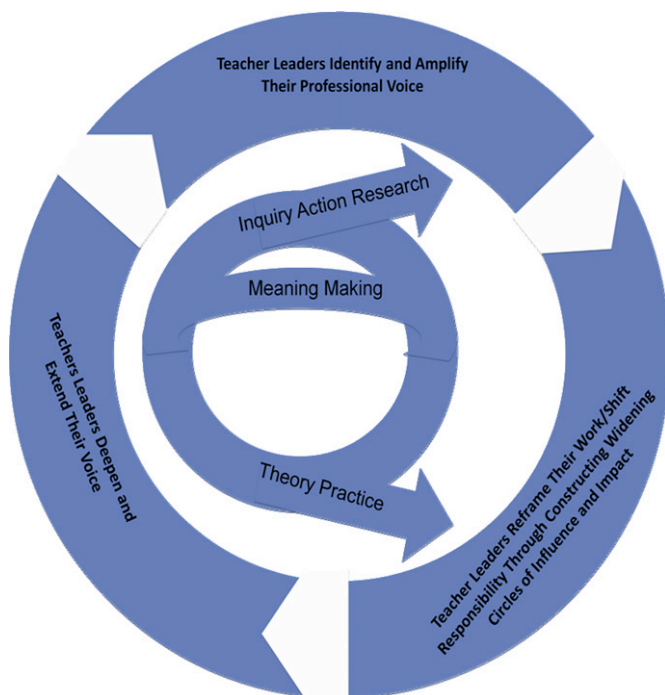 Teacher Leaders Identify and Amplify
Their Professional Voice
Inquiry Action Research
Meaning Making
Theory Practice
Teacher Leaders Reframe Their Work/Shift
Responsibility Through Constructing Widening
Circles of Influence and Impact
Teachers Leaders Deepen and
Extend Their Voice